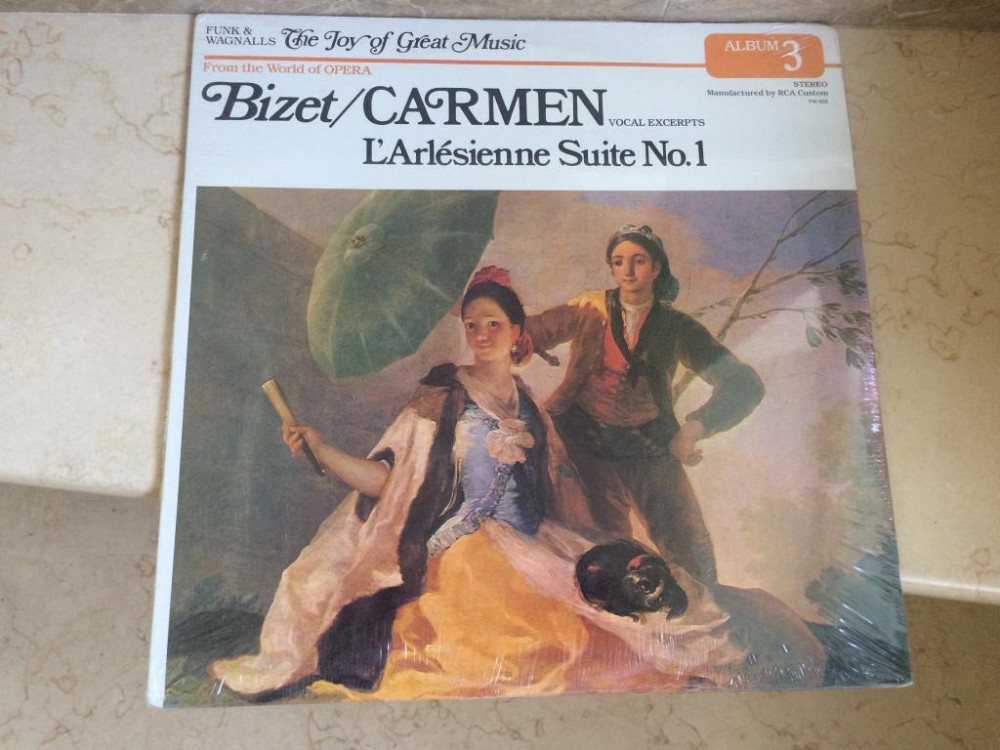 FUNK &
WAGNALLS The Joy of Great Music
ALBUM 3
From the World of OPERA
STEREO
Manufactured by RCA Custom
Bizet/CARMEN VOCAL EXCERPTS
L'Arlésienne Suite No.1